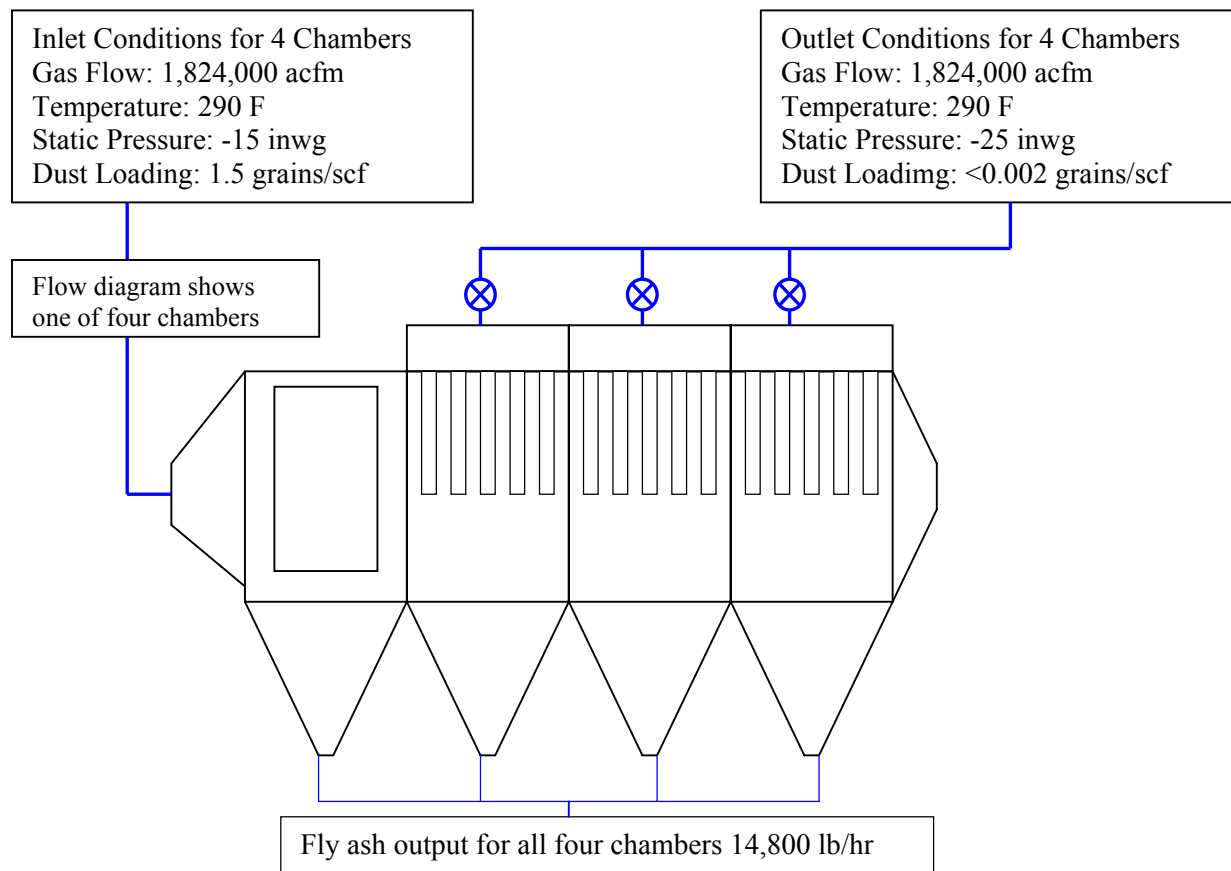 Inlet Conditions for 4 Chambers
Gas Flow: 1,824,000 acfm
Temperature: 290 F
Static Pressure: -15 inwg
Dust Loading: 1.5 grains/scf
Outlet Conditions for 4 Chambers
Gas Flow: 1,824,000 acfm
Temperature: 290 F
Static Pressure: -25 inwg
Dust Loadimg: <0.002 grains/scf
Flow diagram shows
one of four chambers
Fly ash output for all four chambers 14,800 lb/hr